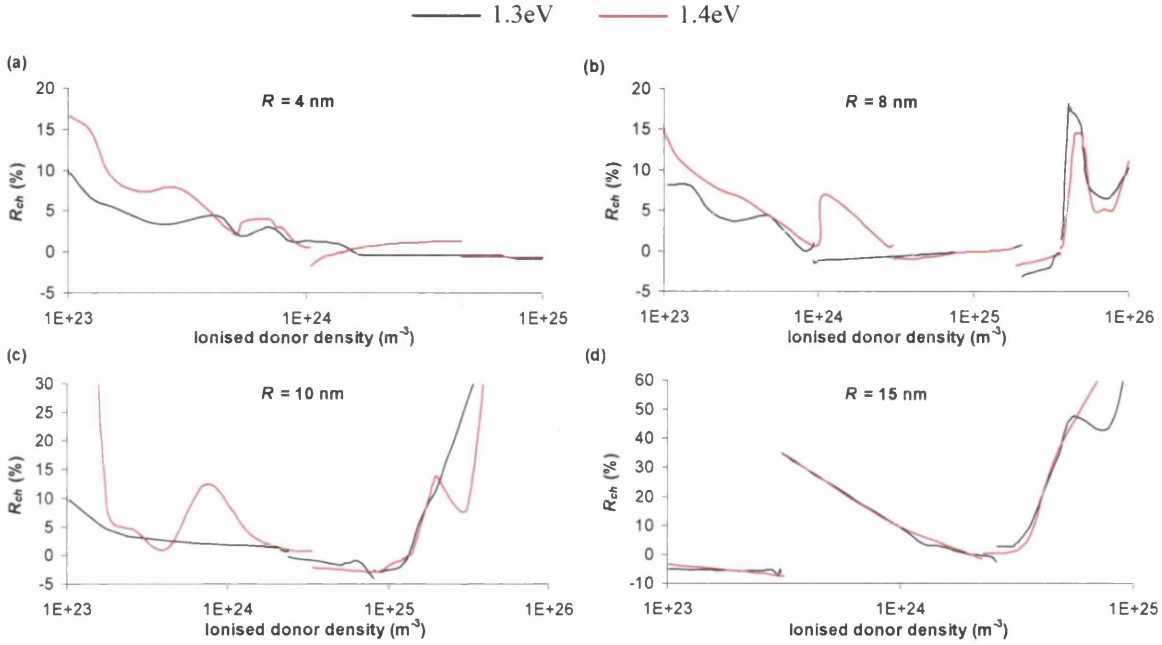 1.3eV 1.4eV
(a)
R = 4 nm
20
15
10
5
0
-5
R_ch (%)
1E+23 1E+24 1E+25
Ionised donor density (m⁻³)
(b)
R = 8 nm
20
15
10
5
0
-5
R_ch (%)
1E+23 1E+24 1E+25 1E+26
Ionised donor density (m⁻³)
(c)
R = 10 nm
30
25
20
15
10
5
0
-5
R_ch (%)
1E+23 1E+24 1E+25 1E+26
Ionised donor density (m⁻³)
(d)
R = 15 nm
60
50
40
30
20
10
0
-10
R_ch (%)
1E+23 1E+24 1E+25
Ionised donor density (m⁻³)